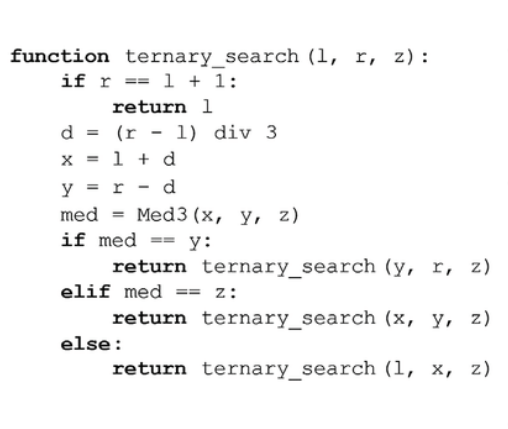 function ternary_search(l, r, z):
    if r == l + 1:
        return l
    d = (r - l) div 3
    x = l + d
    y = r - d
    med = Med3(x, y, z)
    if med == y:
        return ternary_search(y, r, z)
    elif med == z:
        return ternary_search(x, y, z)
    else:
        return ternary_search(l, x, z)